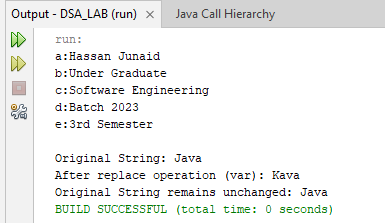 Output - DSA_LAB (run) × Java Call Hierarchy
run:
a:Hassan Junaid
b:Under Graduate
c:Software Engineering
d:Batch 2023
e:3rd Semester
Original String: Java
After replace operation (var): Kava
Original String remains unchanged: Java
BUILD SUCCESSFUL (total time: 0 seconds)